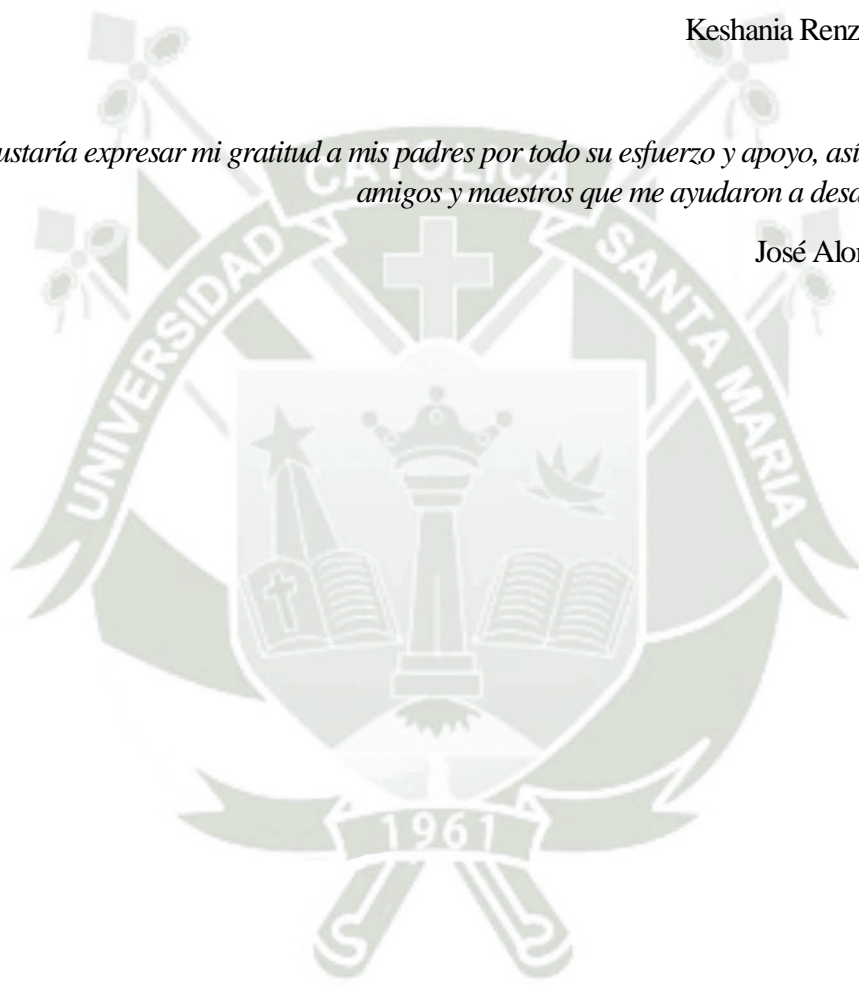 Keshania Renz
ustaría expresar mi gratitud a mis padres por todo su esfuerzo y apoyo, así
amigos y maestros que me ayudaron a desa
José Alor
UNIVERSIDAD CATÓLICA SANTA MARIA
1961